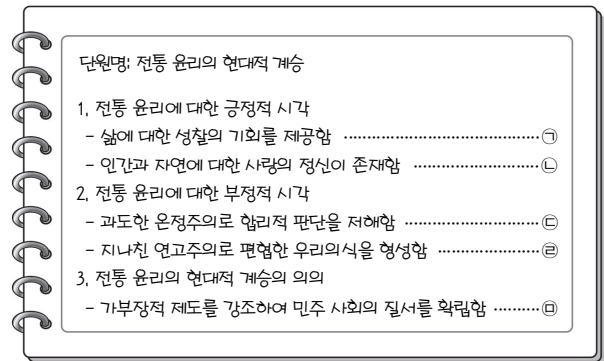 단원명: 전통 윤리의 현대적 계승
1. 전통 윤리에 대한 긍정적 시각
- 삶에 대한 성찰의 기회를 제공함 ······························ ㉠
- 인간과 자연에 대한 사랑의 정신이 존재함 ···················· ㉡
2. 전통 윤리에 대한 부정적 시각
- 과도한 온정주의로 합리적 판단을 저해함 ······················ ㉢
- 지나친 연고주의로 편협한 우리의식을 형성함 ················ ㉣
3. 전통 윤리의 현대적 계승의 의의
- 가부장적 제도를 강조하여 민주 사회의 질서를 확립함 ········· ㉤